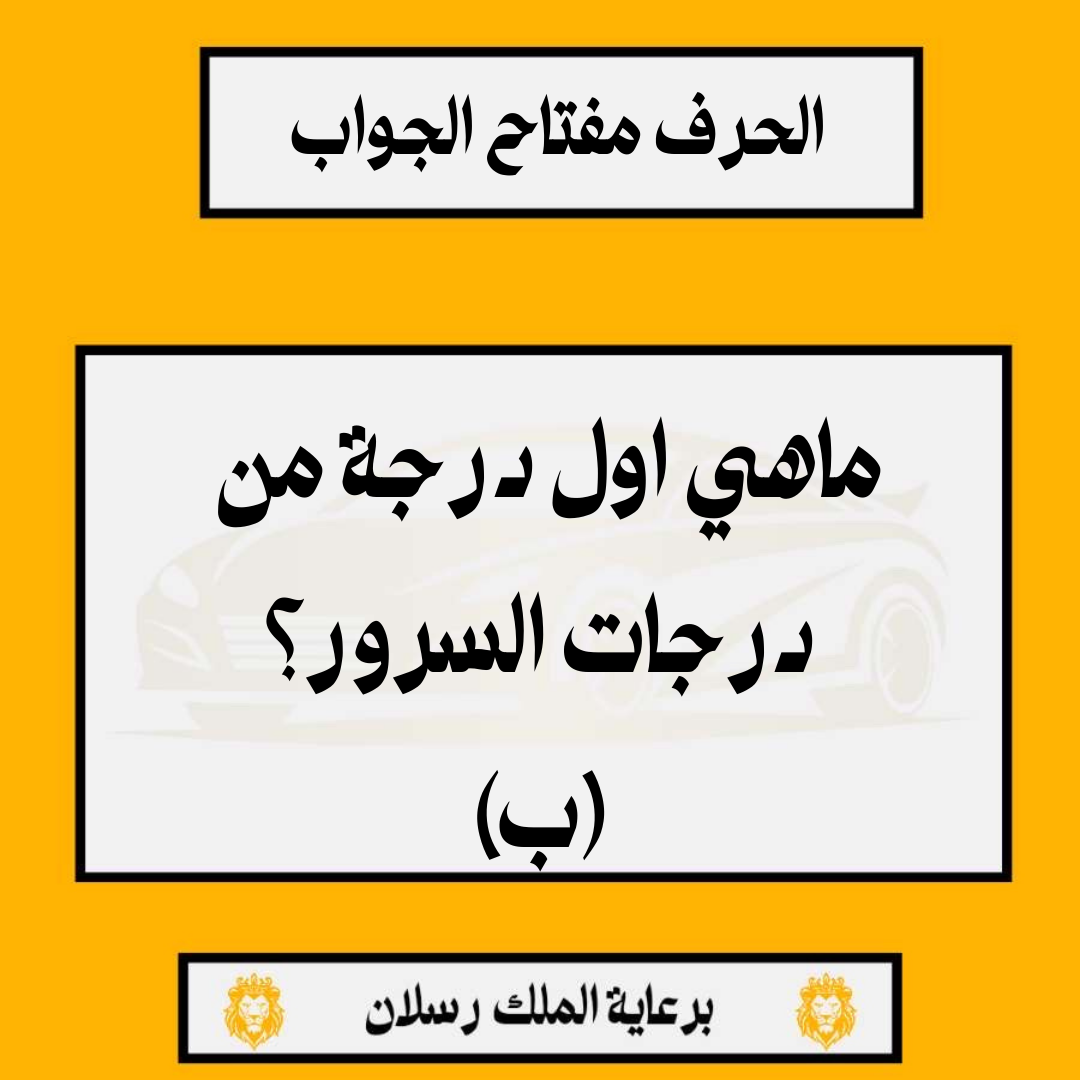 الحرف مفتاح الجواب
ماهي اول درجة من
درجات السرور؟
(ب)
برعاية الملك رسلان